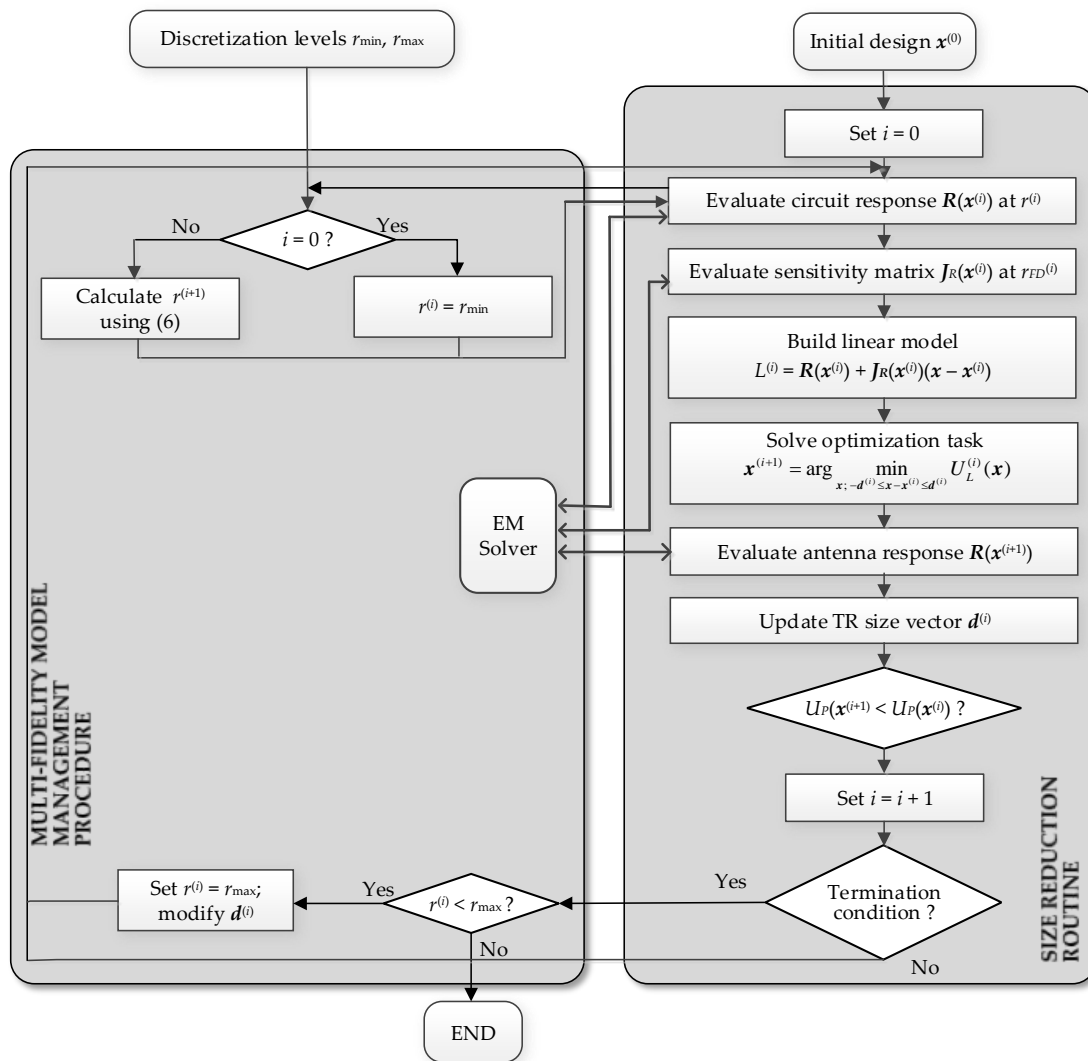 Discretization levels rmin, rmax
Initial design x(0)
Set i = 0
Evaluate circuit response R(x(i)) at r(i)
No
i = 0 ?
Yes
Calculate r(i+1)
using (6)
r(i) = rmin
Evaluate sensitivity matrix JR(x(i)) at rFD(i)
Build linear model
L(i) = R(x(i)) + JR(x(i))(x – x(i))
Solve optimization task
x(i+1) = arg min UL(i)(x)
x; −d(i) ≤ x−x(i) ≤ d(i)
EM
Solver
Evaluate antenna response R(x(i+1))
Update TR size vector d(i)
UP(x(i+1) < UP(x(i)) ?
Set i = i + 1
Termination
condition ?
Yes
No
r(i) < rmax ?
Yes
No
Set r(i) = rmax;
modify d(i)
END
MULTI-FIDELITY MODEL
MANAGEMENT
PROCEDURE
SIZE REDUCTION
ROUTINE